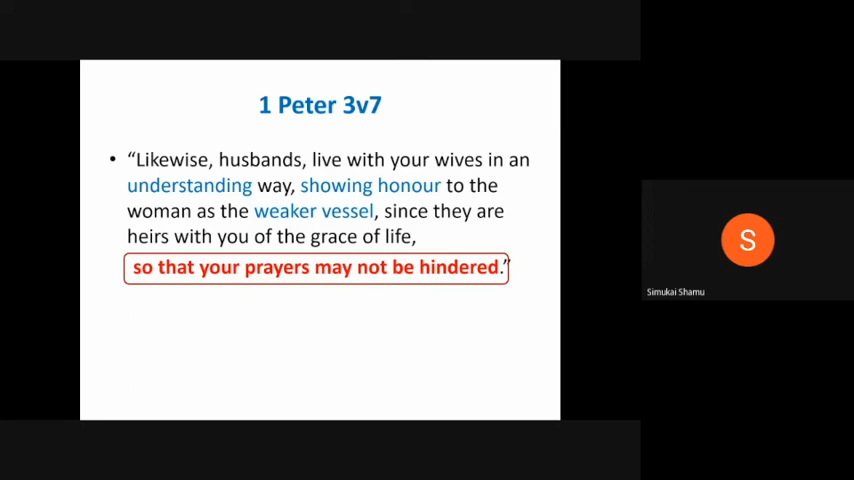 1 Peter 3v7
• “Likewise, husbands, live with your wives in an
understanding way, showing honour to the
woman as the weaker vessel, since they are
heirs with you of the grace of life,
so that your prayers may not be hindered.”
S
Simukai Shamu